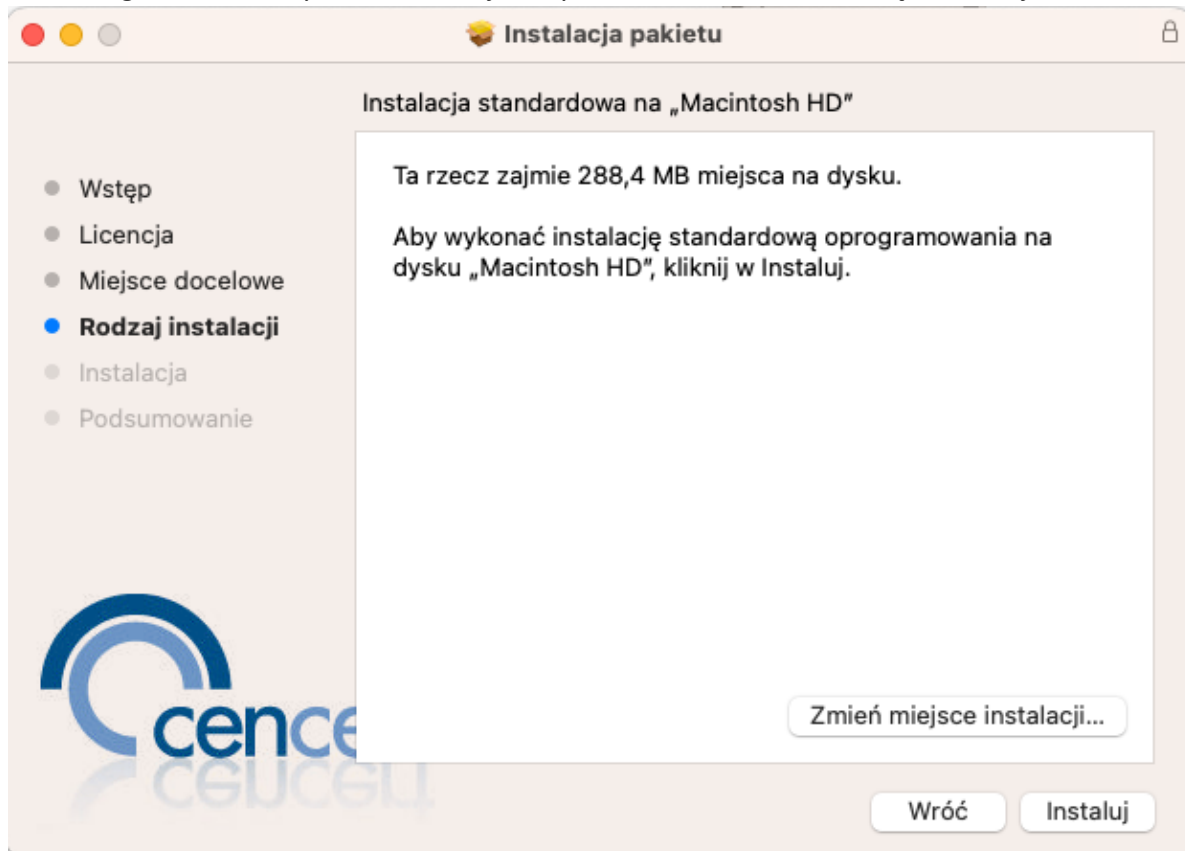 Instalacja pakietu
Instalacja standardowa na „Macintosh HD”
Wstęp
Licencja
Miejsce docelowe
Rodzaj instalacji
Instalacja
Podsumowanie
Ta rzecz zajmie 288,4 MB miejsca na dysku.
Aby wykonać instalację standardową oprogramowania na
dysku „Macintosh HD”, kliknij w Instaluj.
cence
Zmień miejsce instalacji...
Wróć
Instaluj